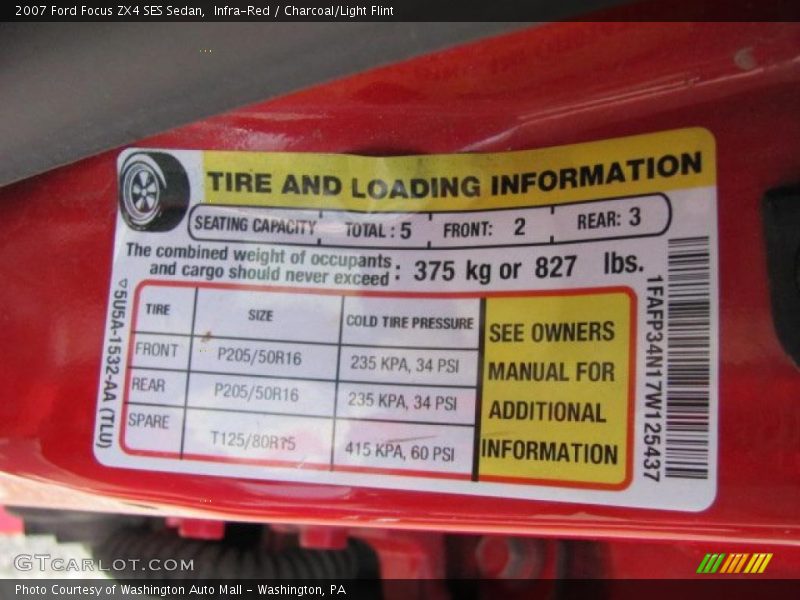 2007 Ford Focus ZX4 SES Sedan,  Infra-Red / Charcoal/Light Flint
TIRE AND LOADING INFORMATION
SEATING CAPACITY TOTAL : 5 FRONT: 2 REAR: 3
The combined weight of occupants
and cargo should never exceed : 375 kg or 827 lbs.
TIRE SIZE COLD TIRE PRESSURE
FRONT P205/50R16 235 KPA, 34 PSI
REAR P205/50R16 235 KPA, 34 PSI
SPARE T125/80R?5 415 KPA, 60 PSI
SEE OWNERS
MANUAL FOR
ADDITIONAL
INFORMATION
5U5A-1532-AA (TLU)
1FAFP34N17W125437
GTCarLot.com
Photo Courtesy of Washington Auto Mall - Washington, PA